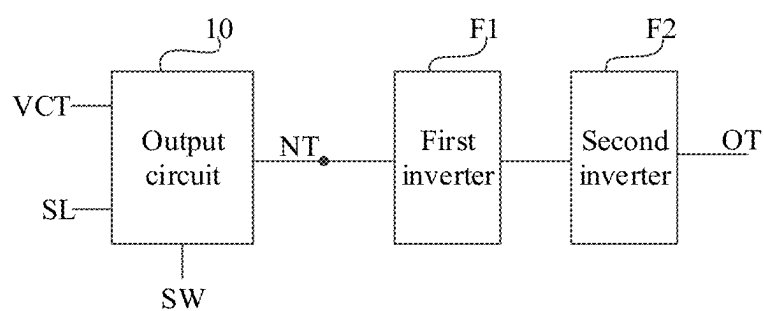 10
F1
F2
VCT
Output
circuit
NT
First
inverter
Second
inverter
OT
SL
SW